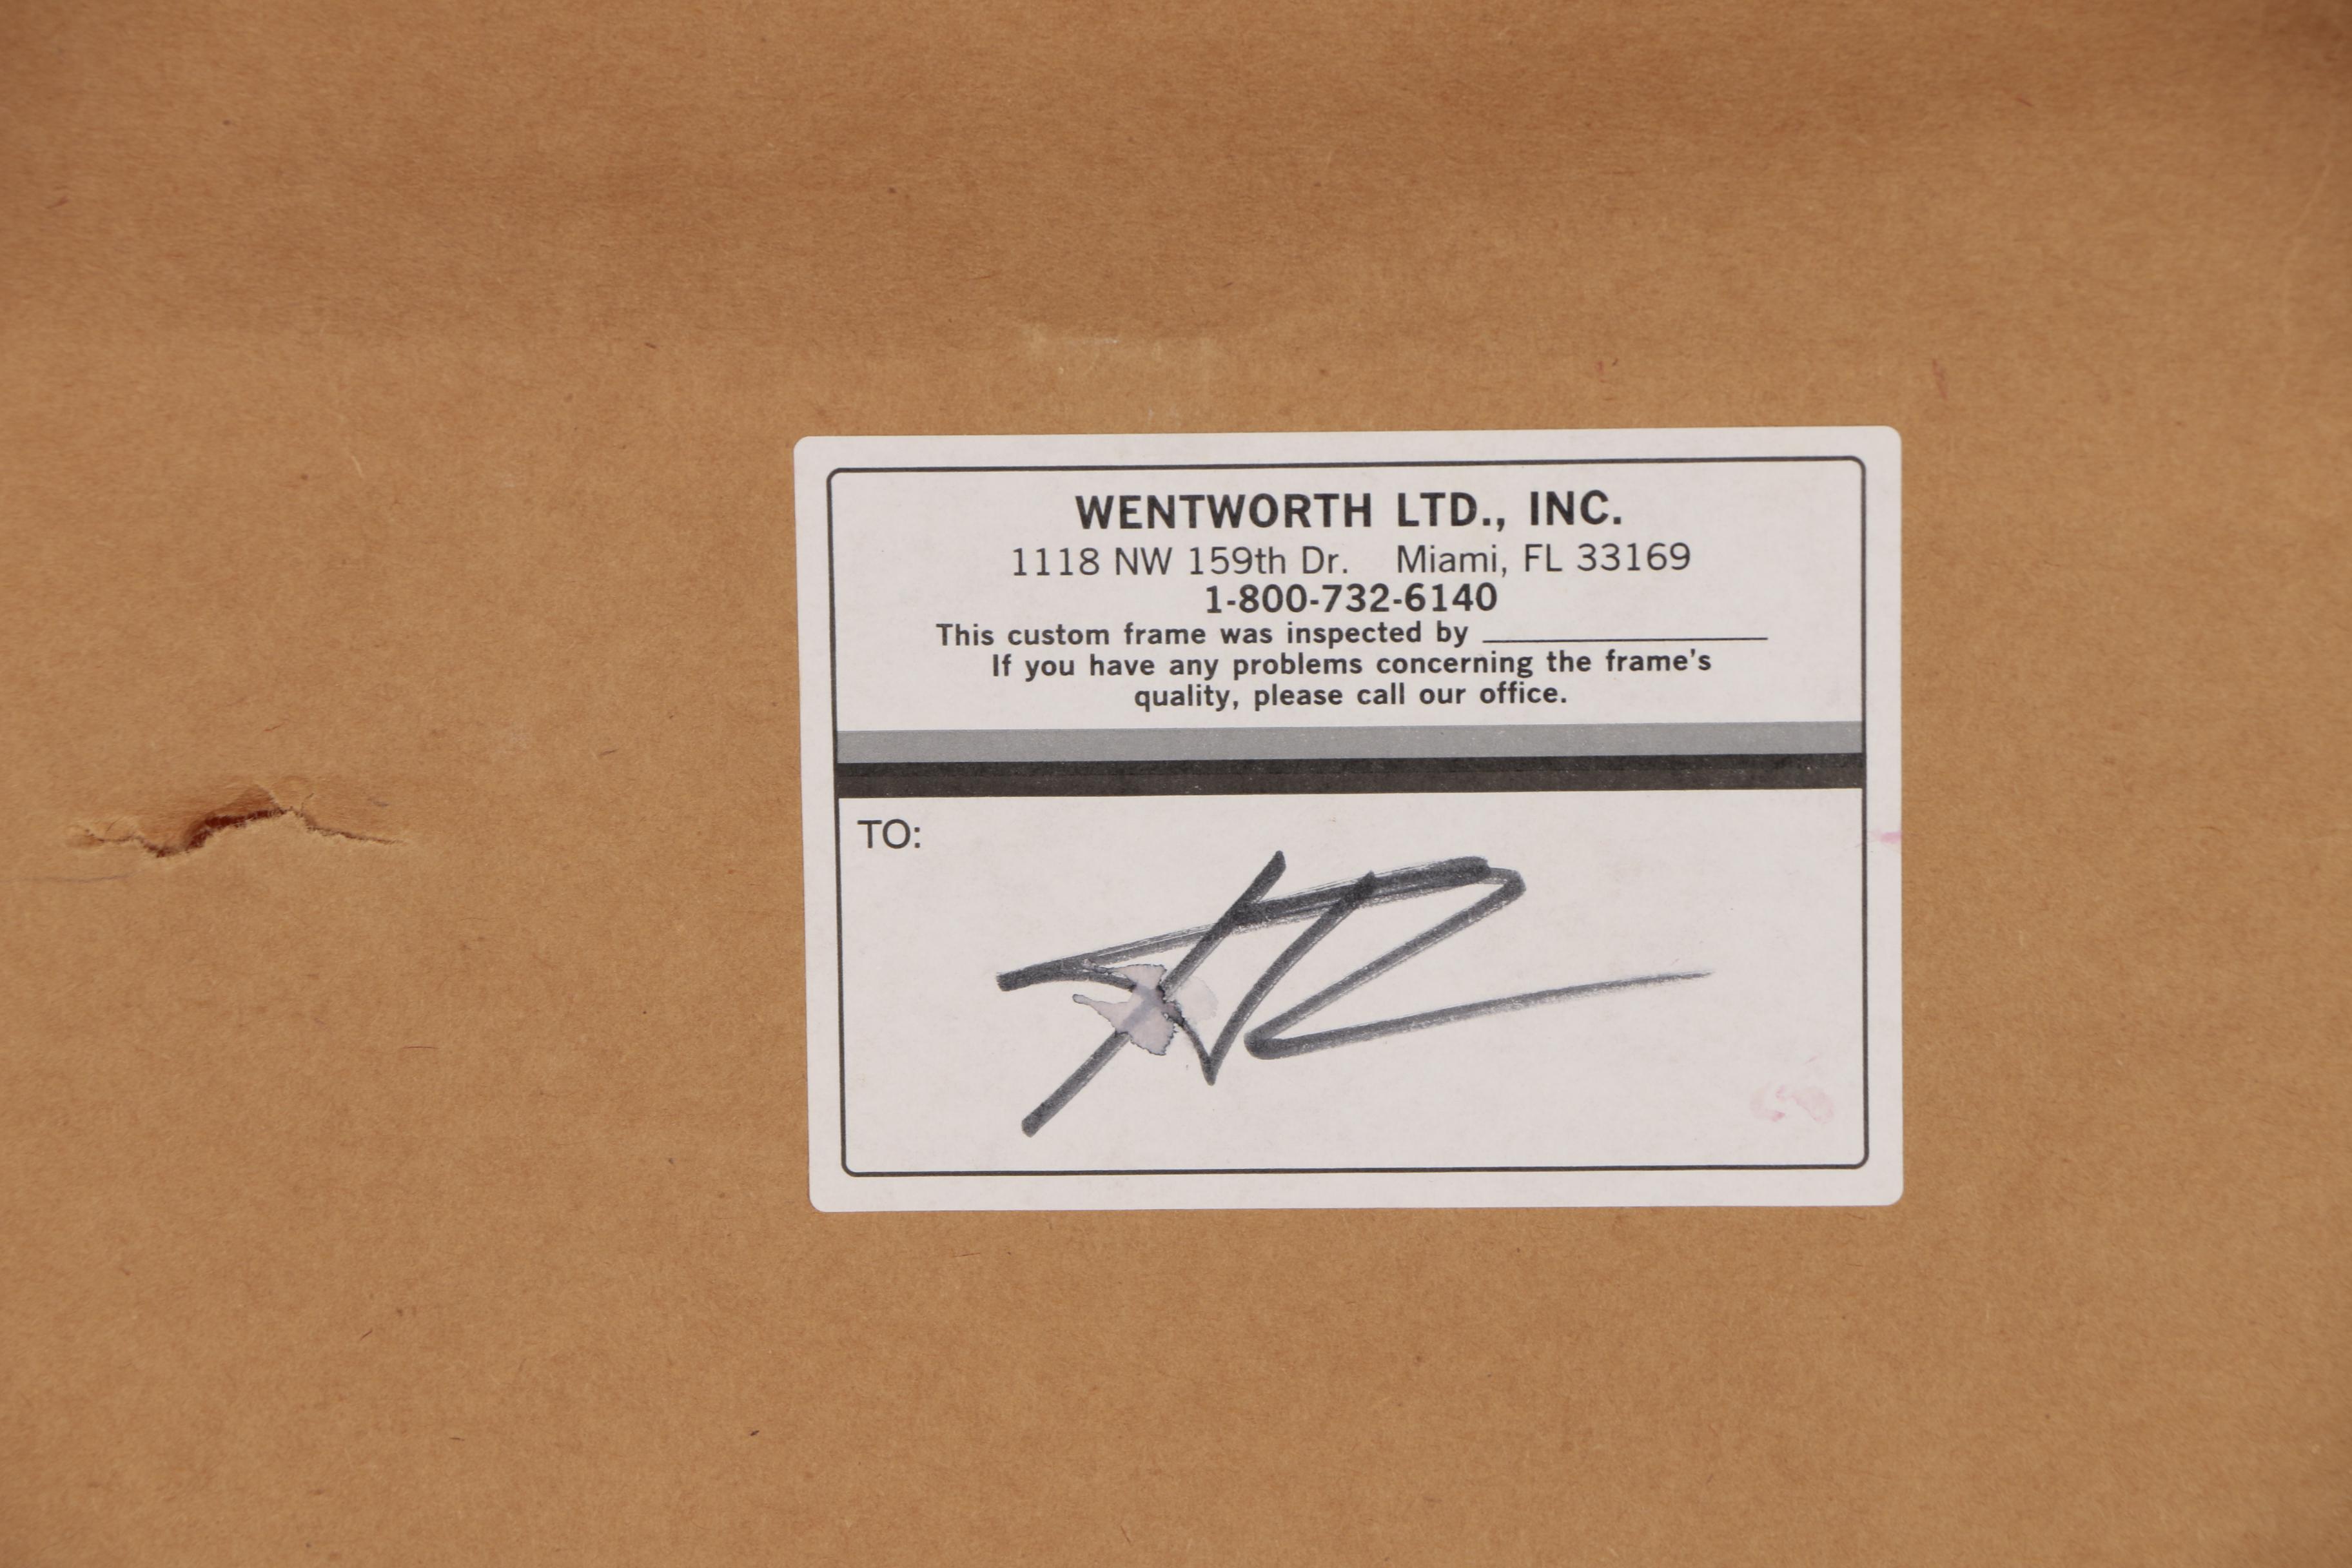 WENTWORTH LTD., INC.
1118 NW 159th Dr. Miami, FL 33169
1-800-732-6140
This custom frame was inspected by
If you have any problems concerning the frame's
quality, please call our office.
TO: